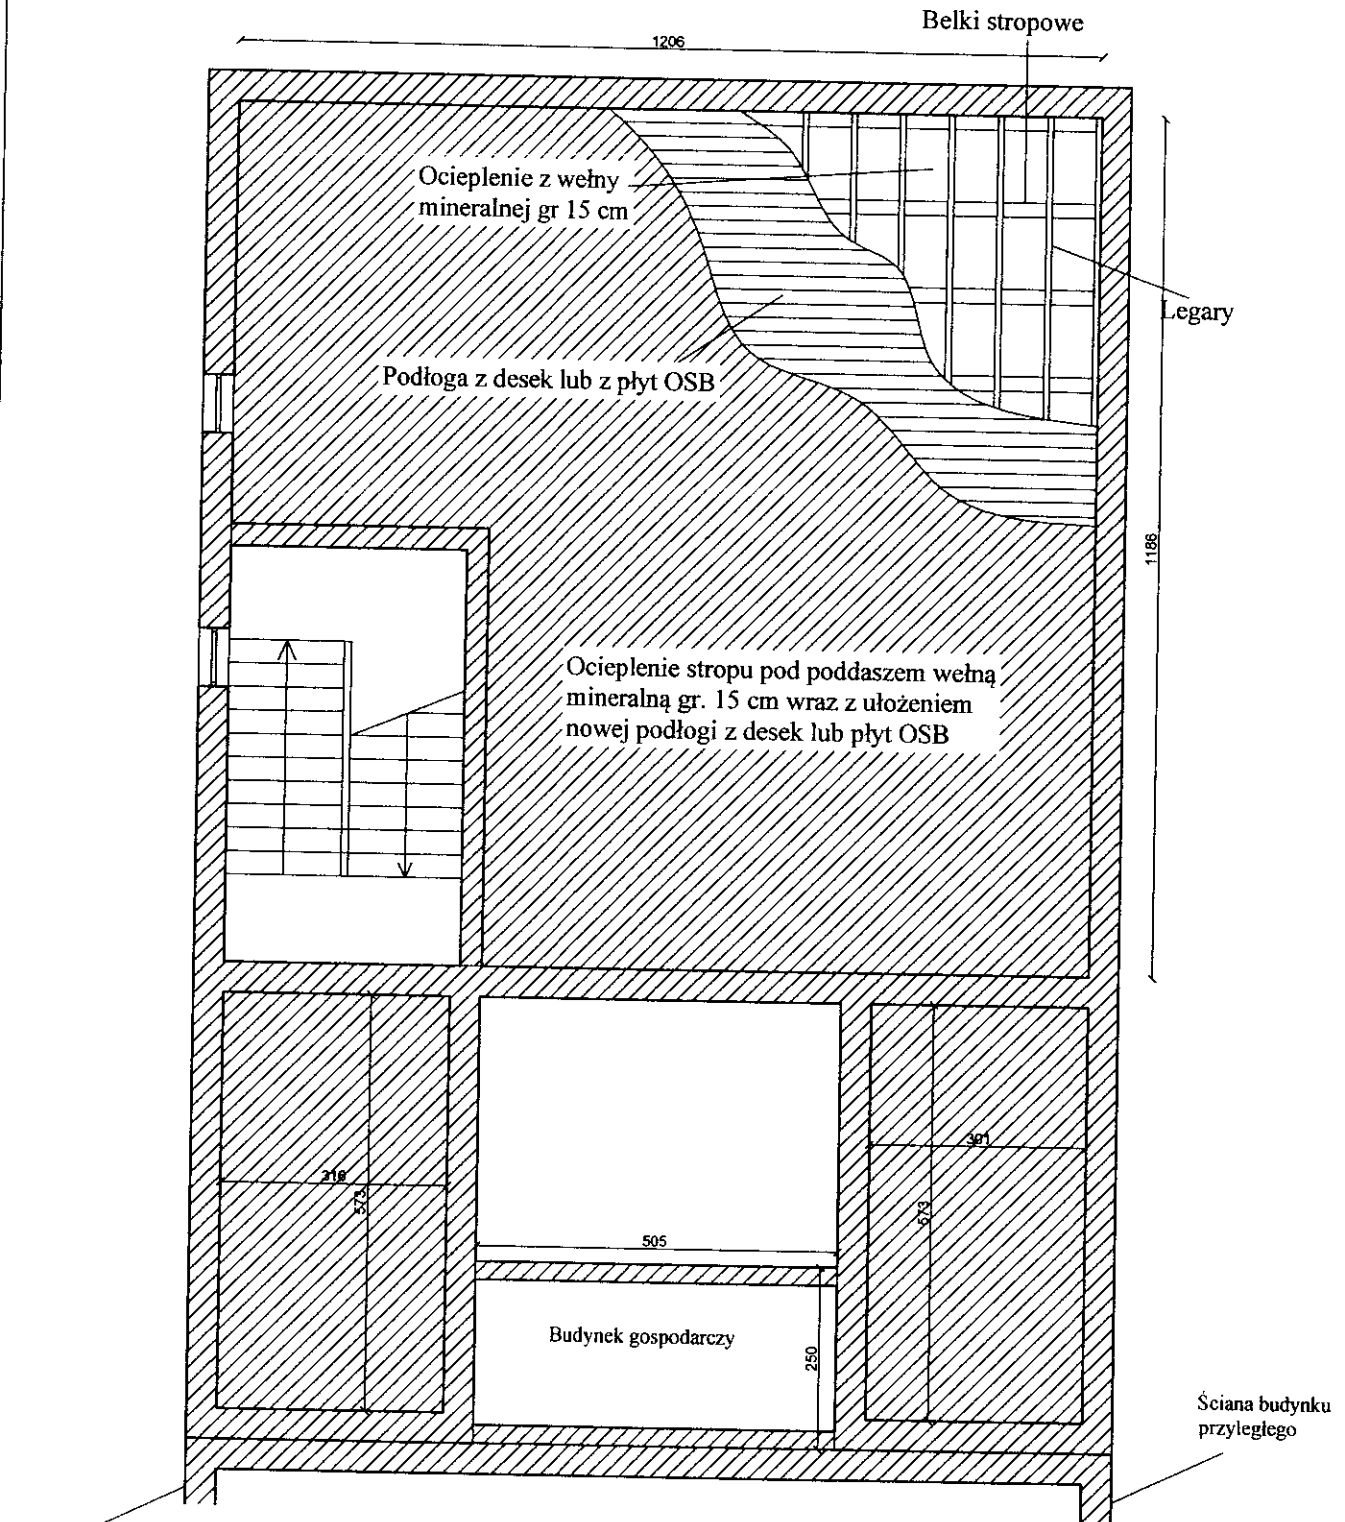 Belki stropowe
1206
Ocieplenie z wełny
mineralnej gr 15 cm
Legary
Podłoga z desek lub z płyt OSB
1186
Ocieplenie stropu pod poddaszem wełną
mineralną gr. 15 cm wraz z ułożeniem
nowej podłogi z desek lub płyt OSB
316
573
301
573
505
Budynek gospodarczy
250
Ściana budynku
przyległego